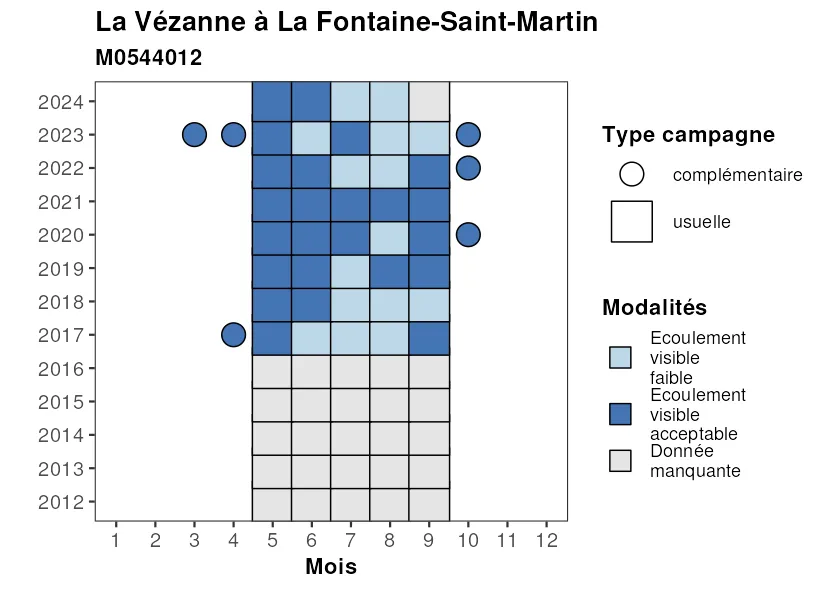 La Vézanne à La Fontaine-Saint-Martin
M0544012
2024
2023
2022
2021
2020
2019
2018
2017
2016
2015
2014
2013
2012
1 2 3 4 5 6 7 8 9 10 11 12
Mois
Type campagne
complémentaire
usuelle
Modalités
Ecoulement
visible
faible
Ecoulement
visible
acceptable
Donnée
manquante